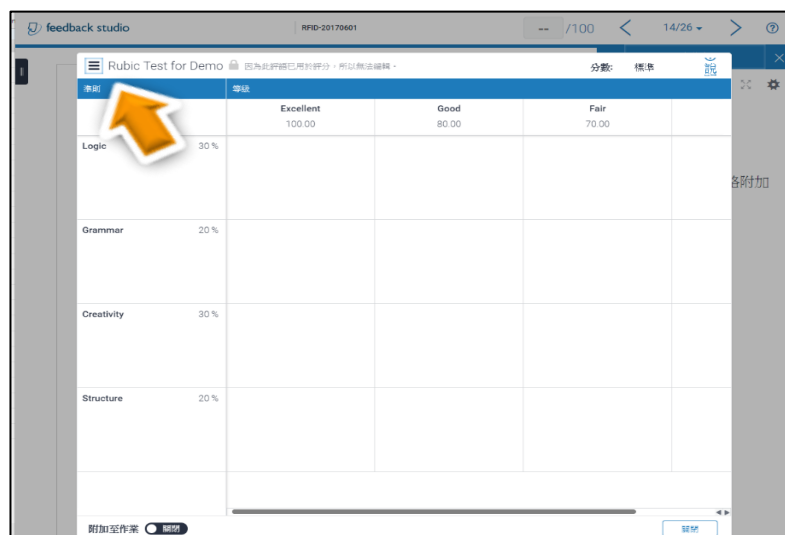 feedback studio
RFID-20170601
-- /100
14/26
Rubic Test for Demo 因為此評語已用於評分，所以無法編輯。
分數: 標準
準則 等級
Excellent Good Fair
100.00 80.00 70.00
Logic 30 %
各附加
Grammar 20 %
Creativity 30 %
Structure 20 %
附加至作業 關閉
關閉